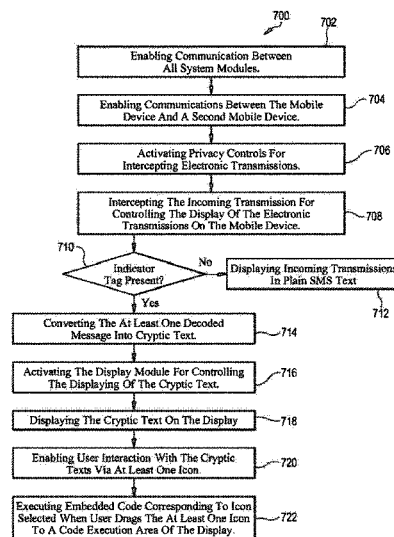 700
702
Enabling Communication Between
All System Modules.
704
Enabling Communications Between The Mobile
Device And A Second Mobile Device.
706
Activating Privacy Controls For
Intercepting Electronic Transmissions.
Intercepting The Incoming Transmission For
Controlling The Display Of The Electronic
Transmissions On The Mobile Device.
708
710
Indicator
Tag Present?
No
Displaying Incoming Transmissions
In Plain SMS Text
712
Yes
Converting The At Least One Decoded
Message Into Cryptic Text.
714
Activating The Display Module For Controlling
The Displaying Of The Cryptic Text.
716
Displaying The Cryptic Text On The Display
718
Enabling User Interaction With The Cryptic
Texts Via At Least One Icon.
720
Executing Embedded Code Corresponding To Icon
Selected When User Drags The At Least One Icon
To A Code Execution Area Of The Display.
722